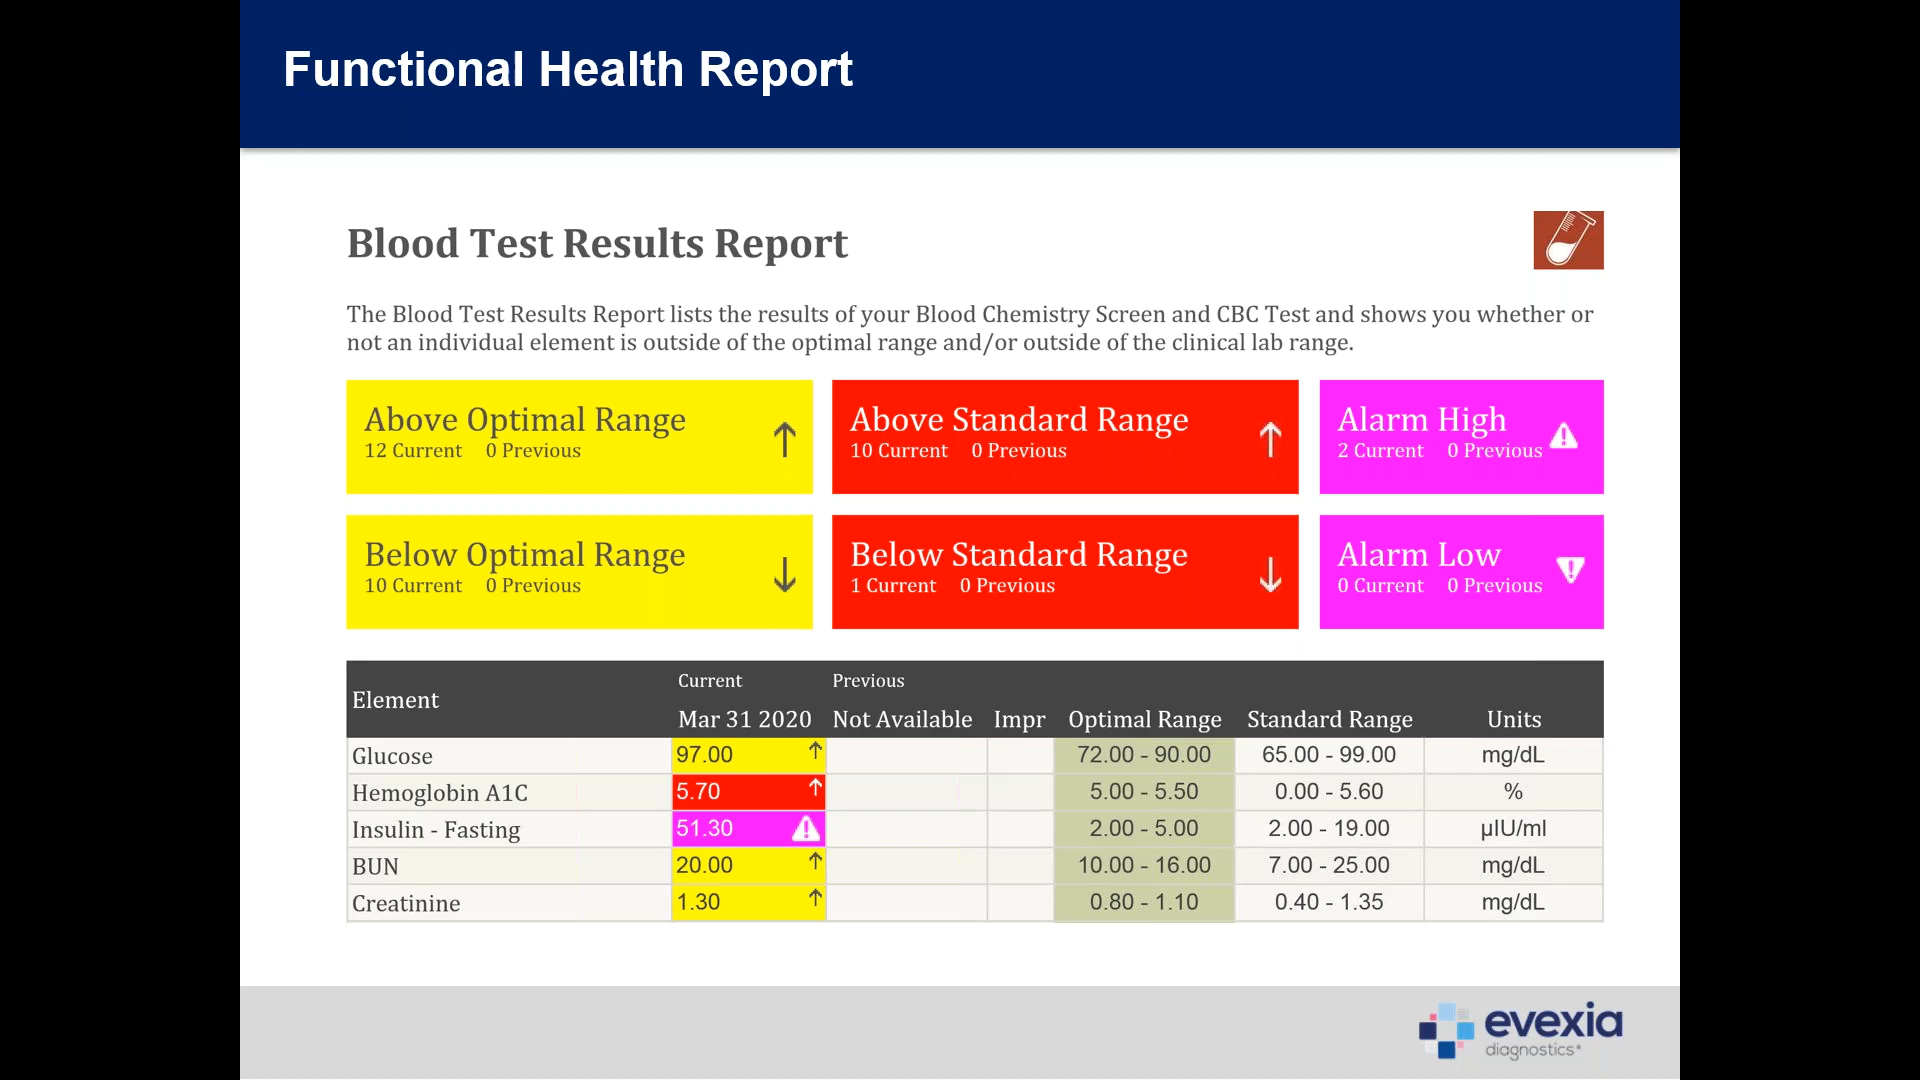 Functional Health Report
Blood Test Results Report
The Blood Test Results Report lists the results of your Blood Chemistry Screen and CBC Test and shows you whether or
not an individual element is outside of the optimal range and/or outside of the clinical lab range.
Above Optimal Range
12 Current 0 Previous
Above Standard Range
10 Current 0 Previous
Alarm High
2 Current 0 Previous
Below Optimal Range
10 Current 0 Previous
Below Standard Range
1 Current 0 Previous
Alarm Low
0 Current 0 Previous
Current Previous
Element Mar 31 2020 Not Available Impr Optimal Range Standard Range Units
Glucose 97.00 ↑ 72.00 - 90.00 65.00 - 99.00 mg/dL
Hemoglobin A1C 5.70 ↑ 5.00 - 5.50 0.00 - 5.60 %
Insulin - Fasting 51.30 2.00 - 5.00 2.00 - 19.00 µIU/ml
BUN 20.00 ↑ 10.00 - 16.00 7.00 - 25.00 mg/dL
Creatinine 1.30 ↑ 0.80 - 1.10 0.40 - 1.35 mg/dL
evexia
diagnostics